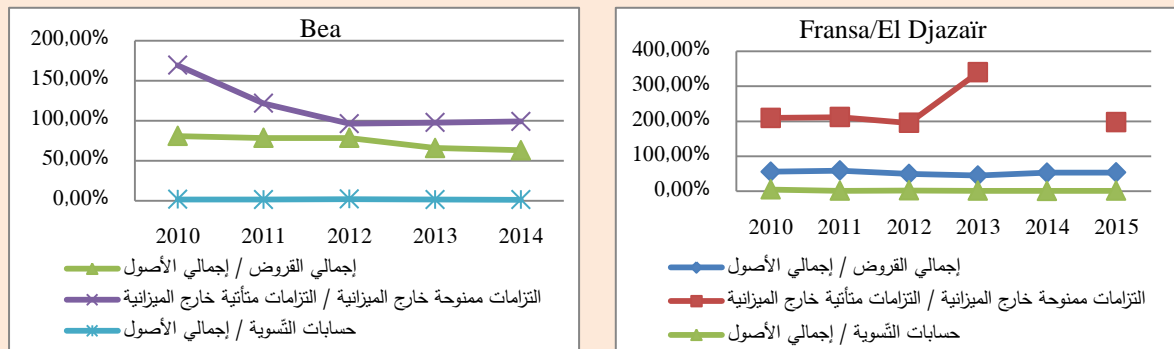 Bea
200,00%
150,00%
100,00%
50,00%
0,00%
2010 2011 2012 2013 2014
إجمالي القروض / إجمالي الأصول
التزامات ممنوحة خارج الميزانية / التزامات متأتية خارج الميزانية
حسابات التّسوية / إجمالي الأصول
Fransa/El Djazaïr
400,00%
300,00%
200,00%
100,00%
0,00%
2010 2011 2012 2013 2014 2015
إجمالي القروض / إجمالي الأصول
التزامات ممنوحة خارج الميزانية / التزامات متأتية خارج الميزانية
حسابات التّسوية / إجمالي الأصول